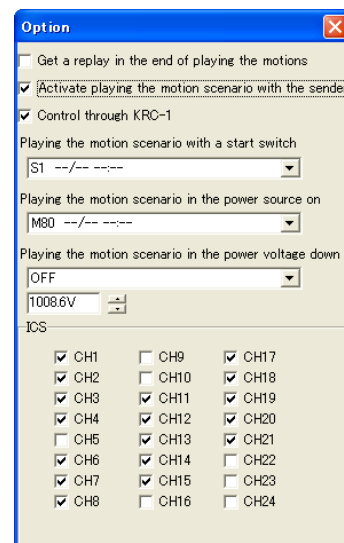 Option
Get a replay in the end of playing the motions
Activate playing the motion scenario with the sende
Control through KRC-1
Playing the motion scenario with a start switch
S1 --/-- --:--
Playing the motion scenario in the power source on
M80 --/-- --:--
Playing the motion scenario in the power voltage down
OFF
1008.6V
ICS
CH1 CH9 CH17
CH2 CH10 CH18
CH3 CH11 CH19
CH4 CH12 CH20
CH5 CH13 CH21
CH6 CH14 CH22
CH7 CH15 CH23
CH8 CH16 CH24